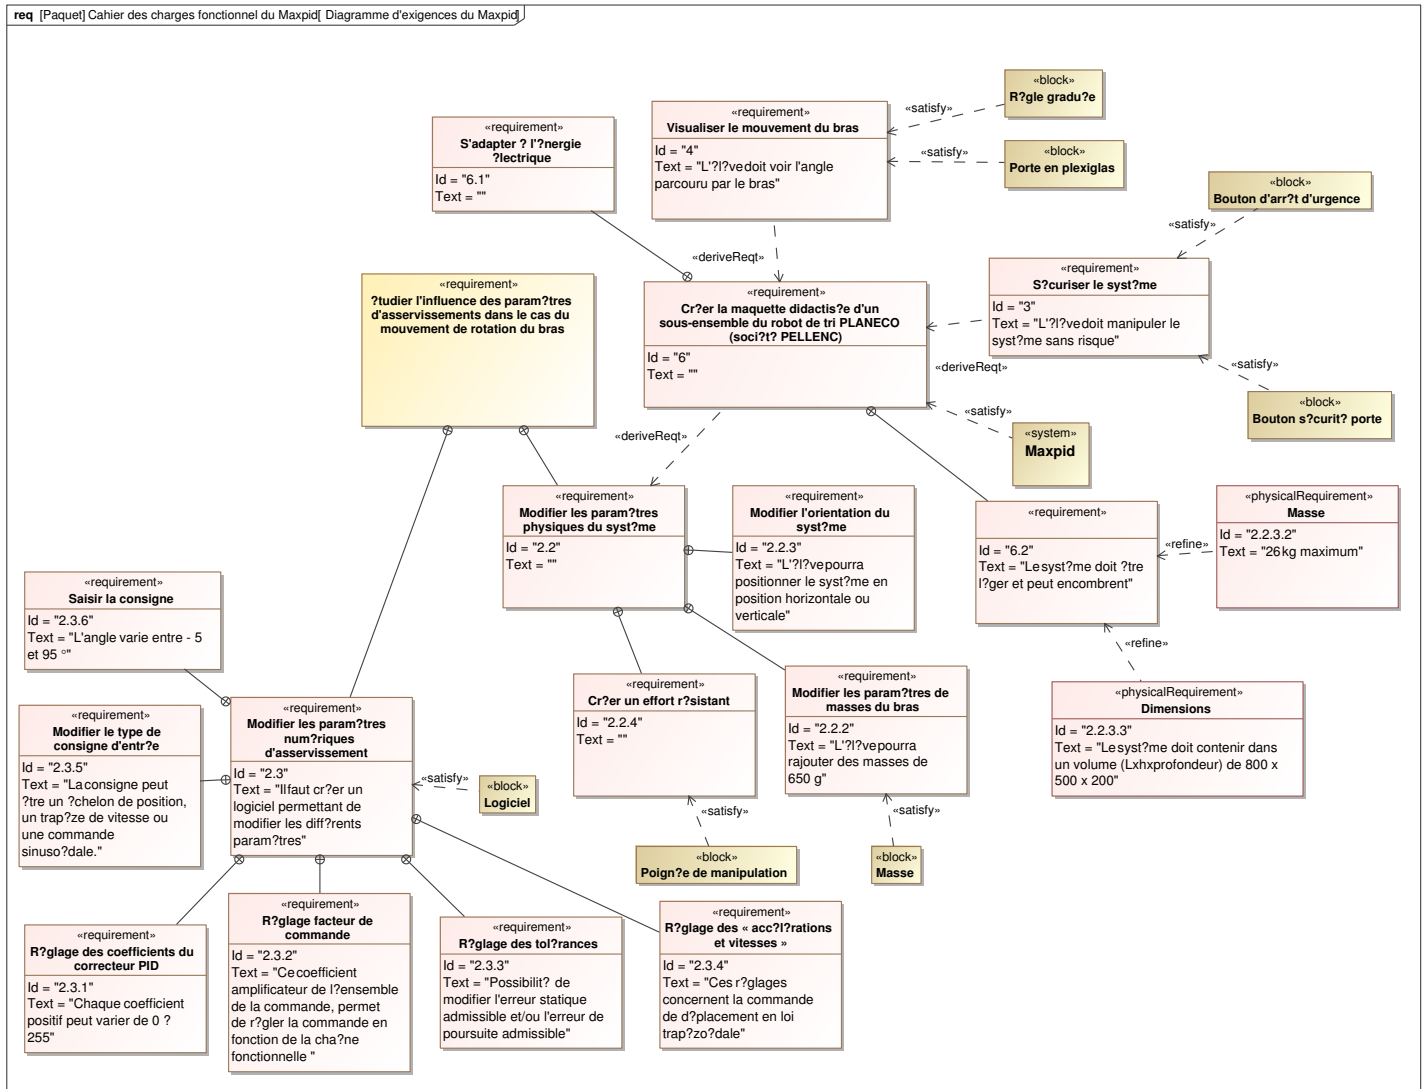 req [Paquet] Cahier des charges fonctionnel du Maxpid[ Diagramme d'exigences du Maxpid]
«block»
R?gle gradu?e
«satisfy»
«requirement»
Visualiser le mouvement du bras
Id = "4"
Text = "L'?l?vedoit voir l'angle
parcouru par le bras"
«requirement»
S'adapter ? l'?nergie
?lectrique
Id = "6.1"
Text = ""
«satisfy»
«block»
Porte en plexiglas
«block»
Bouton d'arr?t d'urgence
«satisfy»
«deriveReqt»
«requirement»
S?curiser le syst?me
Id = "3"
Text = "L'?l?vedoit manipuler le
syst?me sans risque"
«requirement»
?tudier l'influence des param?tres
d'asservissements dans le cas du
mouvement de rotation du bras
«requirement»
Cr?er la maquette didactis?e d'un
sous-ensemble du robot de tri PLANECO
(soci?t? PELLENC)
Id = "6"
Text = ""
«deriveReqt»
«satisfy»
«block»
Bouton s?curit? porte
«satisfy»
«system»
Maxpid
«deriveReqt»
«requirement»
Modifier les param?tres
physiques du syst?me
Id = "2.2"
Text = ""
«requirement»
Modifier l'orientation du
syst?me
Id = "2.2.3"
Text = "L'?l?vepourra
positionner le syst?me en
position horizontale ou
verticale"
«requirement»
Id = "6.2"
Text = "Lesyst?me doit ?tre
l?ger et peut encombrent"
«refine»
«physicalRequirement»
Masse
Id = "2.2.3.2"
Text = "26kg maximum"
«refine»
«physicalRequirement»
Dimensions
Id = "2.2.3.3"
Text = "Lesyst?me doit contenir dans
un volume (Lxhxprofondeur) de 800 x
500 x 200"
«requirement»
Saisir la consigne
Id = "2.3.6"
Text = "L'angle varie entre - 5
et 95 °"
«requirement»
Modifier le type de
consigne d'entr?e
Id = "2.3.5"
Text = "Laconsigne peut
?tre un ?chelon de position,
un trap?ze de vitesse ou
une commande
sinuso?dale."
«requirement»
Modifier les param?tres
num?riques
d'asservissement
Id = "2.3"
Text = "Ilfaut cr?er un
logiciel permettant de
modifier les diff?rents
param?tres"
«satisfy»
«block»
Logiciel
«requirement»
Cr?er un effort r?sistant
Id = "2.2.4"
Text = ""
«requirement»
Modifier les param?tres de
masses du bras
Id = "2.2.2"
Text = "L'?l?vepourra
rajouter des masses de
650 g"
«satisfy»
«block»
Poign?e de manipulation
«satisfy»
«block»
Masse
«requirement»
R?glage des coefficients du
correcteur PID
Id = "2.3.1"
Text = "Chaque coefficient
positif peut varier de 0 ?
255"
«requirement»
R?glage facteur de
commande
Id = "2.3.2"
Text = "Cecoefficient
amplificateur de l?ensemble
de la commande, permet
de r?gler la commande en
fonction de la cha?ne
fonctionnelle "
«requirement»
R?glage des tol?rances
Id = "2.3.3"
Text = "Possibilit? de
modifier l'erreur statique
admissible et/ou l'erreur de
poursuite admissible"
«requirement»
R?glage des « acc?l?rations
et vitesses »
Id = "2.3.4"
Text = "Ces r?glages
concernent la commande
de d?placement en loi
trap?zo?dale"